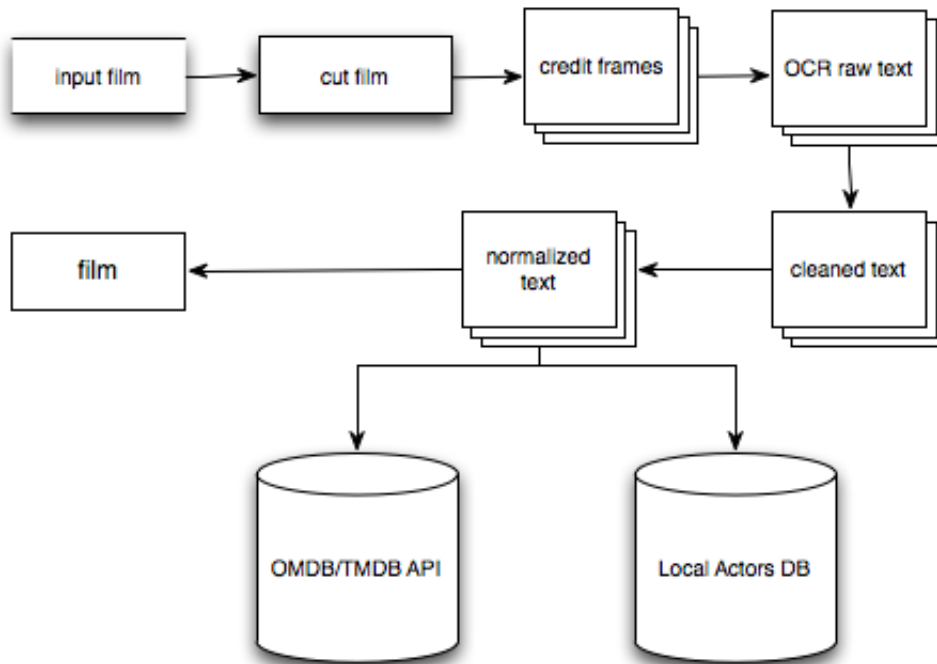 input film
cut film
credit frames
OCR raw text
film
normalized
text
cleaned text
OMDB/TMDB API
Local Actors DB